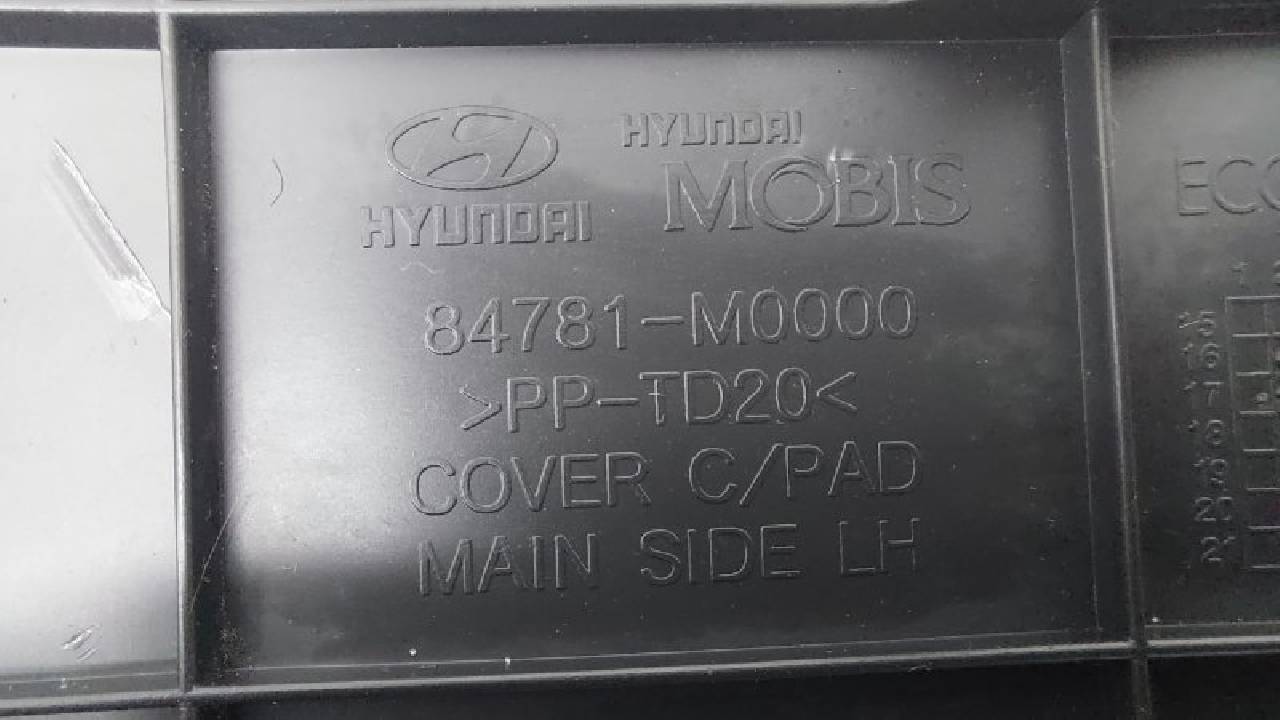 HYUNDAI
HYUNDAI
MOBIS
84781-M0000
>PP-TD20<
COVER C/PAD
MAIN SIDE LH
1
15
16
17
18
19
20
21